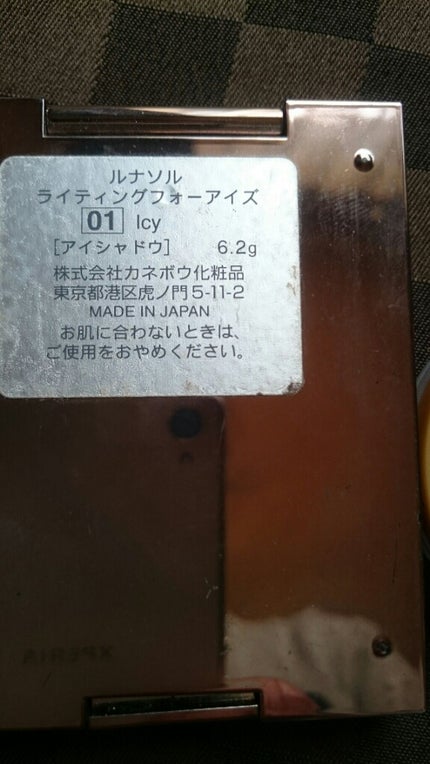 ルナソル
ライティングフォーアイズ
01 Icy
[アイシャドウ] 6.2g
株式会社カネボウ化粧品
東京都港区虎ノ門5-11-2
MADE IN JAPAN
お肌に合わないときは、
ご使用をおやめください。
XPERIA